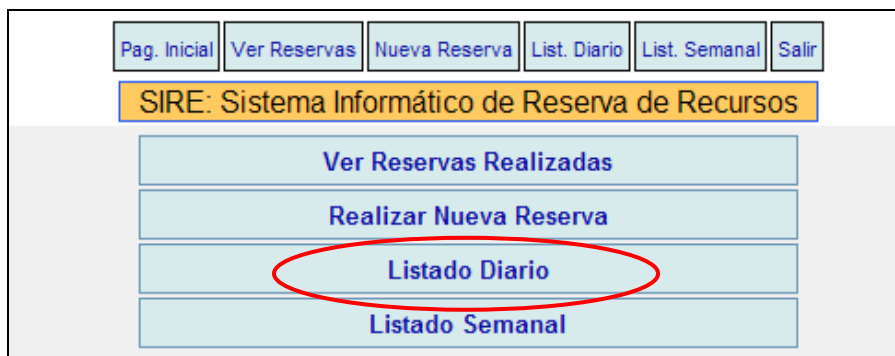 Pag. Inicial Ver Reservas Nueva Reserva List. Diario List. Semanal Salir
SIRE: Sistema Informático de Reserva de Recursos
Ver Reservas Realizadas
Realizar Nueva Reserva
Listado Diario
Listado Semanal